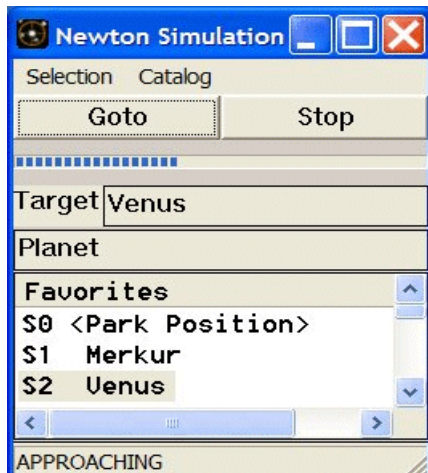 Newton Simulation
Selection Catalog
Goto Stop
Target Venus
Planet
Favorites
S0 <Park Position>
S1 Merkur
S2 Venus
APPROACHING